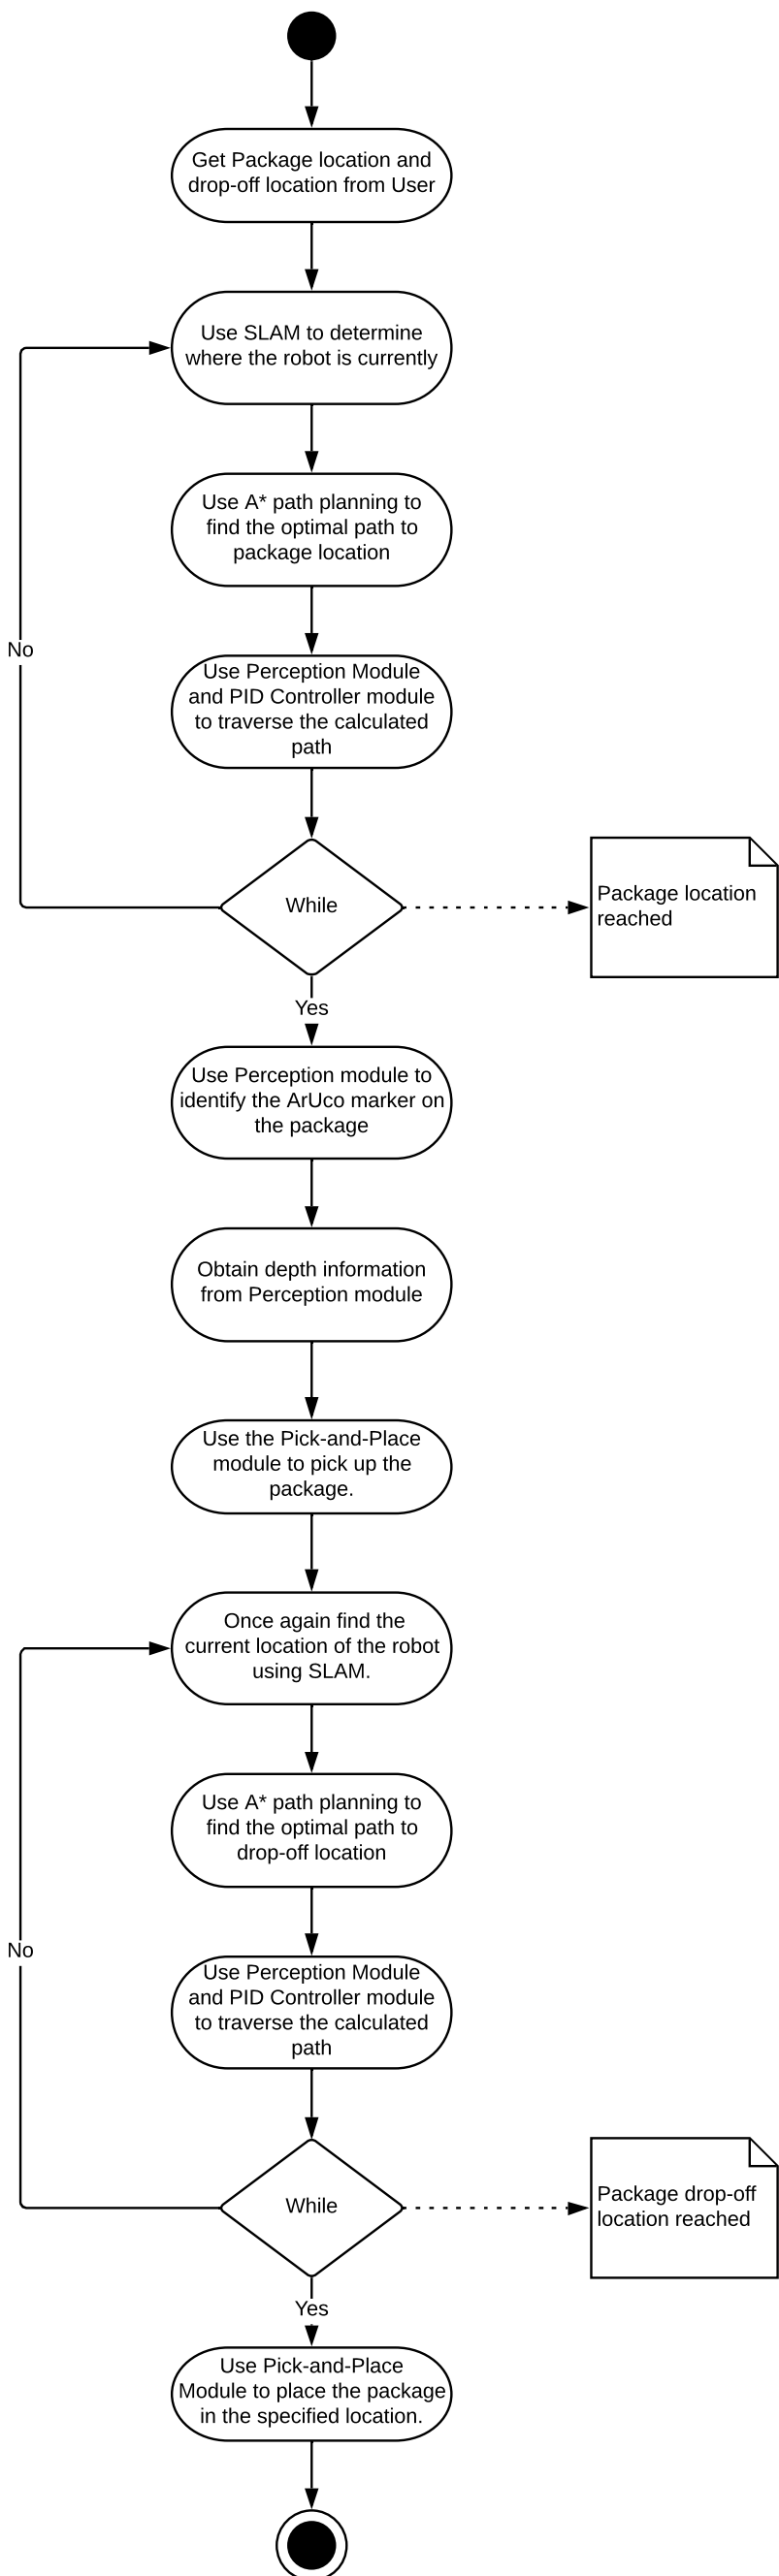 Get Package location and
drop-off location from User
Use SLAM to determine
where the robot is currently
Use A* path planning to
find the optimal path to
package location
No
Use Perception Module
and PID Controller module
to traverse the calculated
path
While
Package location
reached
Yes
Use Perception module to
identify the ArUco marker on
the package
Obtain depth information
from Perception module
Use the Pick-and-Place
module to pick up the
package.
Once again find the
current location of the robot
using SLAM.
Use A* path planning to
find the optimal path to
drop-off location
No
Use Perception Module
and PID Controller module
to traverse the calculated
path
While
Package drop-off
location reached
Yes
Use Pick-and-Place
Module to place the package
in the specified location.